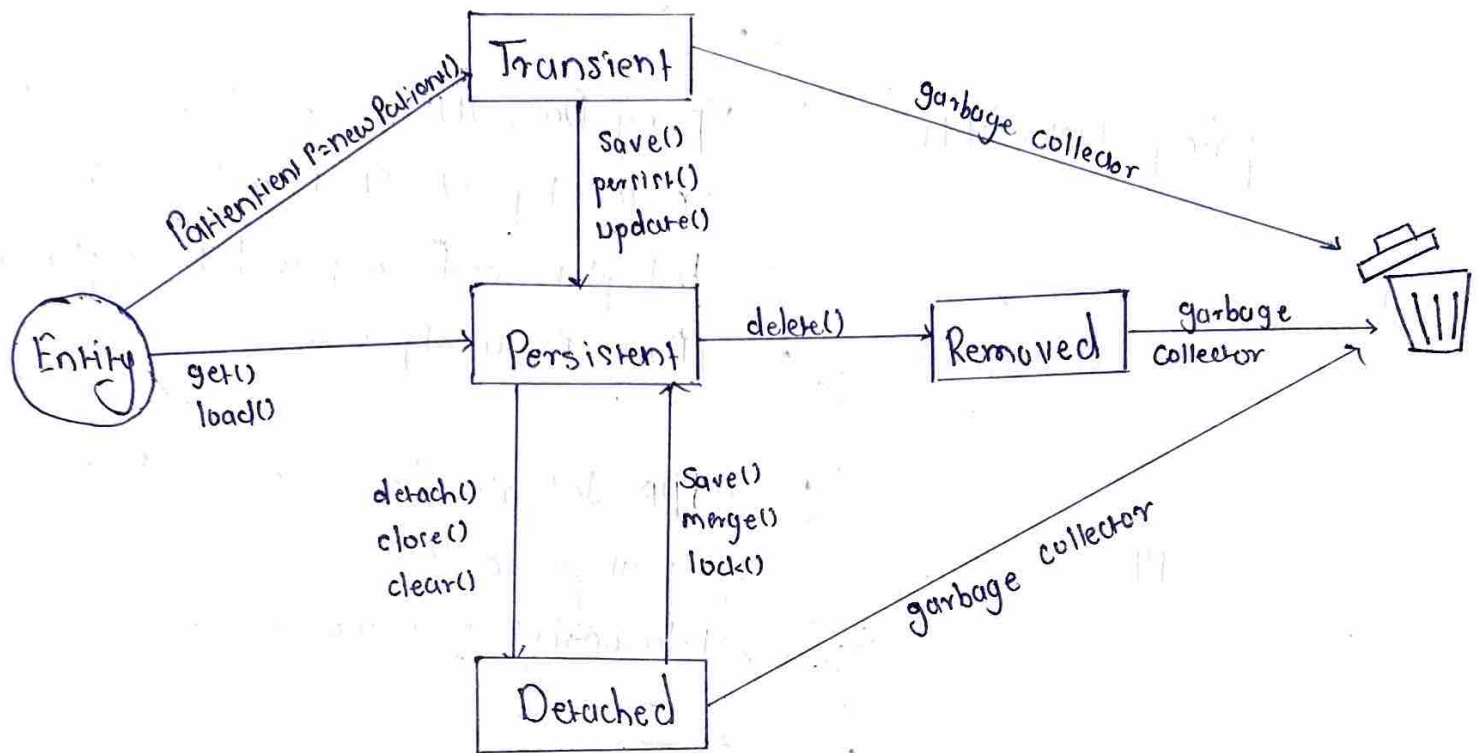 Transient
Patientient P=new Patient()
garbage collector
Save()
persist()
update()
Entity
get()
load()
Persistent
delete()
Removed
garbage
collector
detach()
close()
clear()
Save()
merge()
lock()
garbage collector
Detached